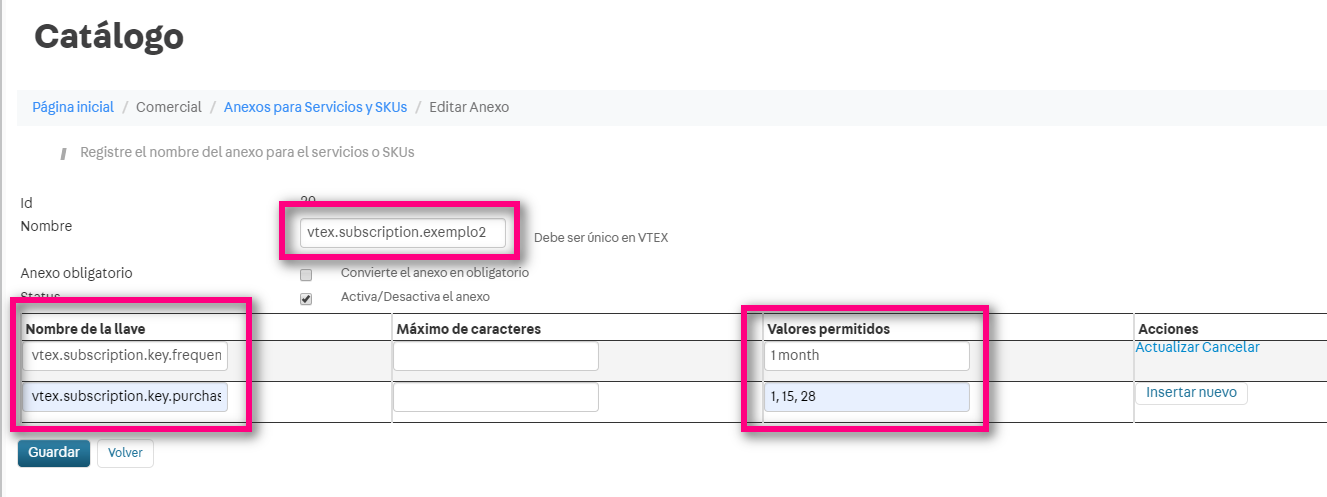 Catálogo
Página inicial / Comercial / Anexos para Servicios y SKUs / Editar Anexo
Registre el nombre del anexo para el servicios o SKUs
Id 20
Nombre vtex.subscription.exemplo2 Debe ser único en VTEX
Anexo obligatorio Convierte el anexo en obligatorio
Status Activa/Desactiva el anexo
Nombre de la llave Máximo de caracteres Valores permitidos Acciones
vtex.subscription.key.frequen 1 month Actualizar Cancelar
vtex.subscription.key.purchas 1, 15, 28 Insertar nuevo
Guardar Volver